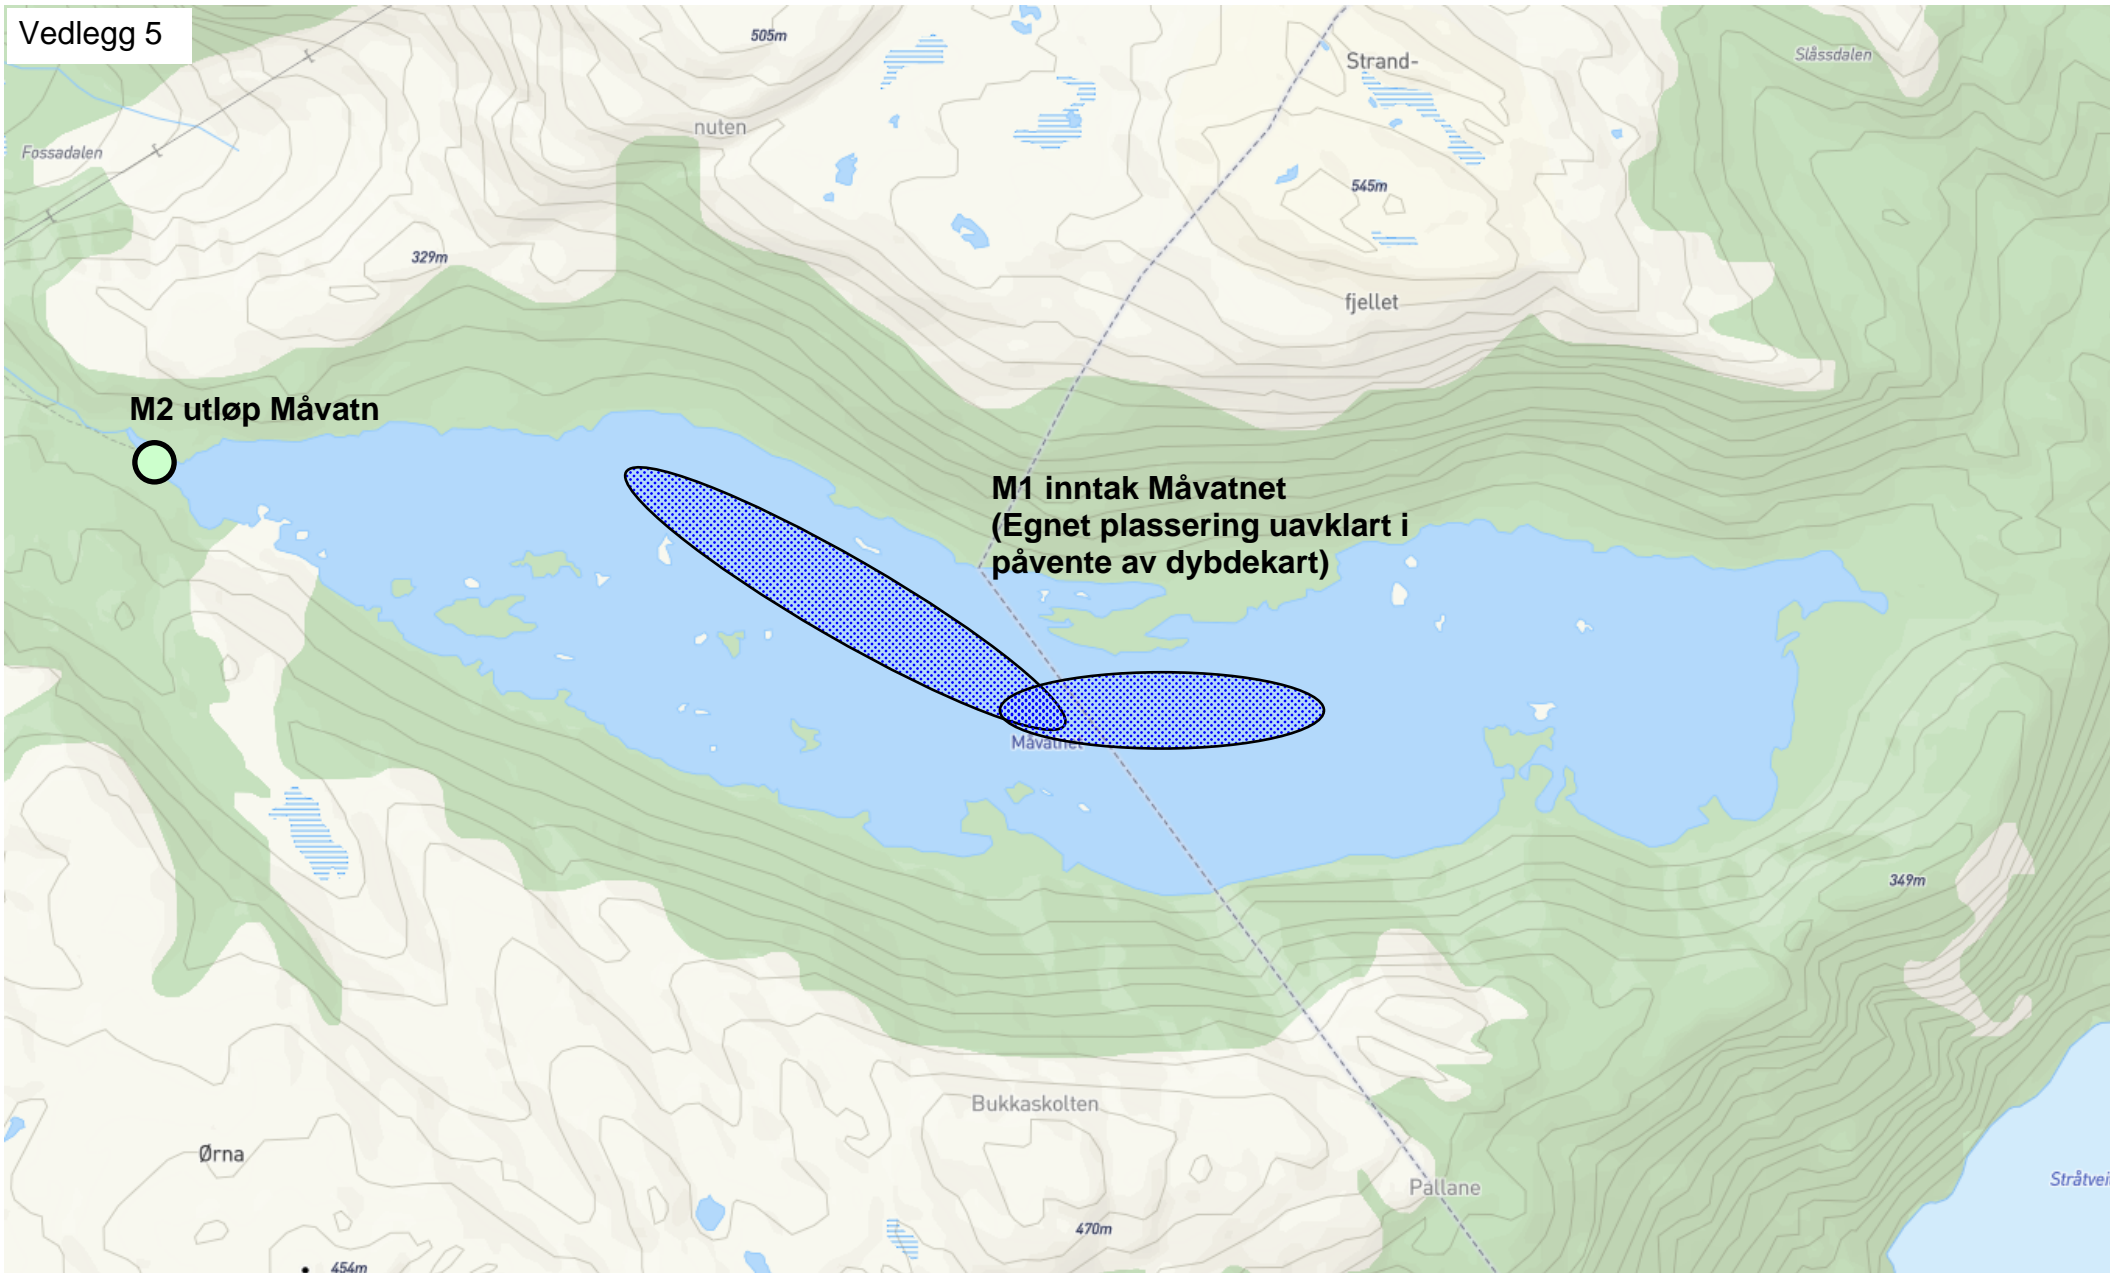 Vedlegg 5
505m
Strand-
Slåssdalen
nuten
Fossadalen
545m
329m
fjellet
M2 utløp Måvatn
M1 inntak Måvatnet
(Egnet plassering uavklart i
påvente av dybdekart)
Måvatnet
349m
Bukkaskolten
Ørna
Pallane
Stråtvei
470m
454m